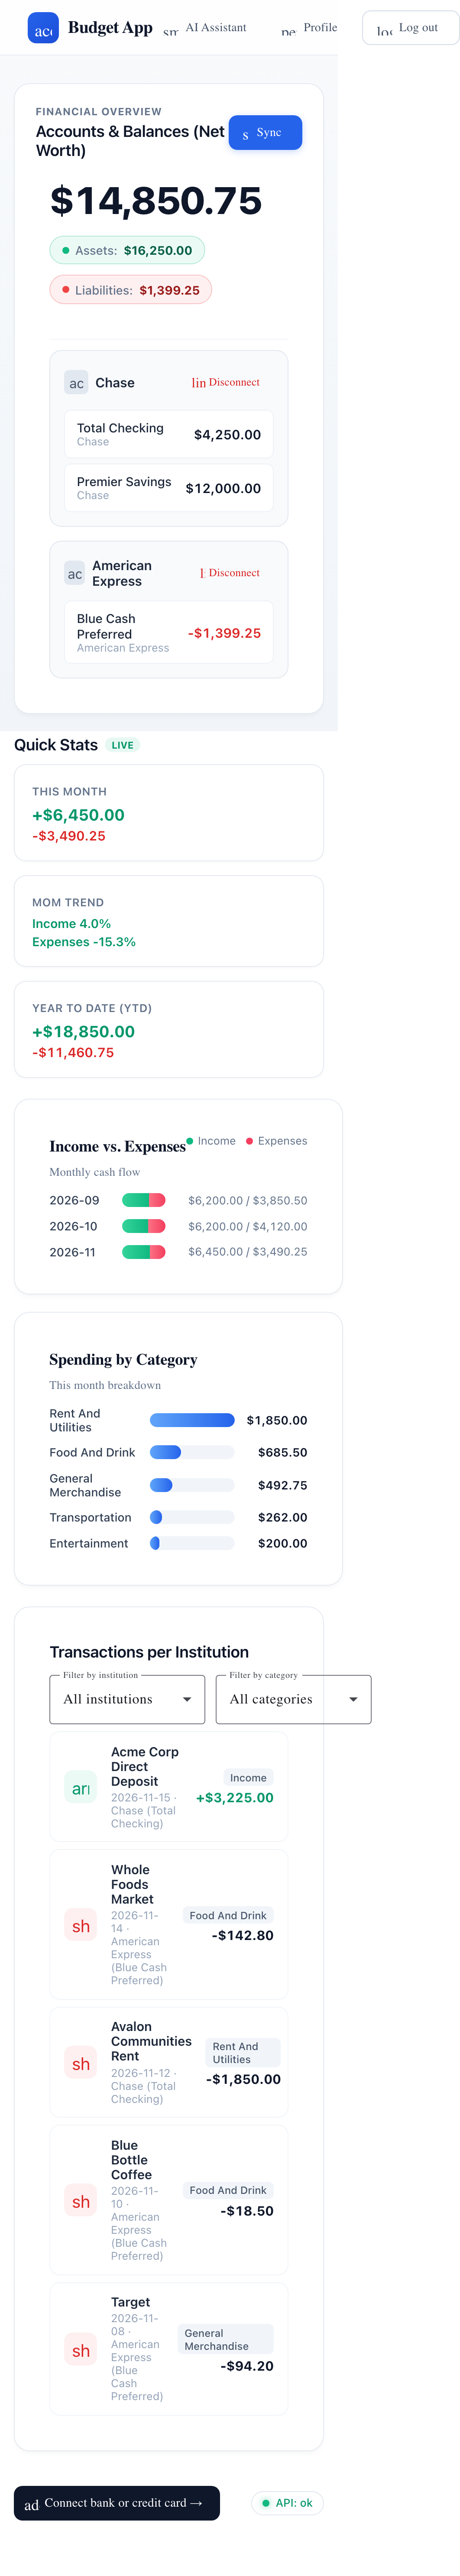 Budget App
AI Assistant
Profile
Log out
FINANCIAL OVERVIEW
Accounts & Balances (Net
Worth)
Sync
$14,850.75
Assets: $16,250.00
Liabilities: $1,399.25
ac Chase
lin Disconnect
Total Checking
Chase
$4,250.00
Premier Savings
Chase
$12,000.00
ac American
Express
Disconnect
Blue Cash
Preferred
American Express
-$1,399.25
Quick Stats LIVE
THIS MONTH
+$6,450.00
-$3,490.25
MOM TREND
Income 4.0%
Expenses -15.3%
YEAR TO DATE (YTD)
+$18,850.00
-$11,460.75
Income vs. Expenses
Income Expenses
Monthly cash flow
2026-09 $6,200.00 / $3,850.50
2026-10 $6,200.00 / $4,120.00
2026-11 $6,450.00 / $3,490.25
Spending by Category
This month breakdown
Rent And
Utilities
$1,850.00
Food And Drink $685.50
General
Merchandise
$492.75
Transportation $262.00
Entertainment $200.00
Transactions per Institution
Filter by institution
All institutions
Filter by category
All categories
Acme Corp
Direct
Deposit
2026-11-15 ·
Chase (Total
Checking)
Income
+$3,225.00
sh
Whole
Foods
Market
2026-11-
14 ·
American
Express
(Blue Cash
Preferred)
Food And Drink
-$142.80
sh
Avalon
Communities
Rent
2026-11-12 ·
Chase (Total
Checking)
Rent And
Utilities
-$1,850.00
sh
Blue
Bottle
Coffee
2026-11-
10 ·
American
Express
(Blue Cash
Preferred)
Food And Drink
-$18.50
sh
Target
2026-11-
08 ·
American
Express
(Blue
Cash
Preferred)
General
Merchandise
-$94.20
ad Connect bank or credit card →
API: ok